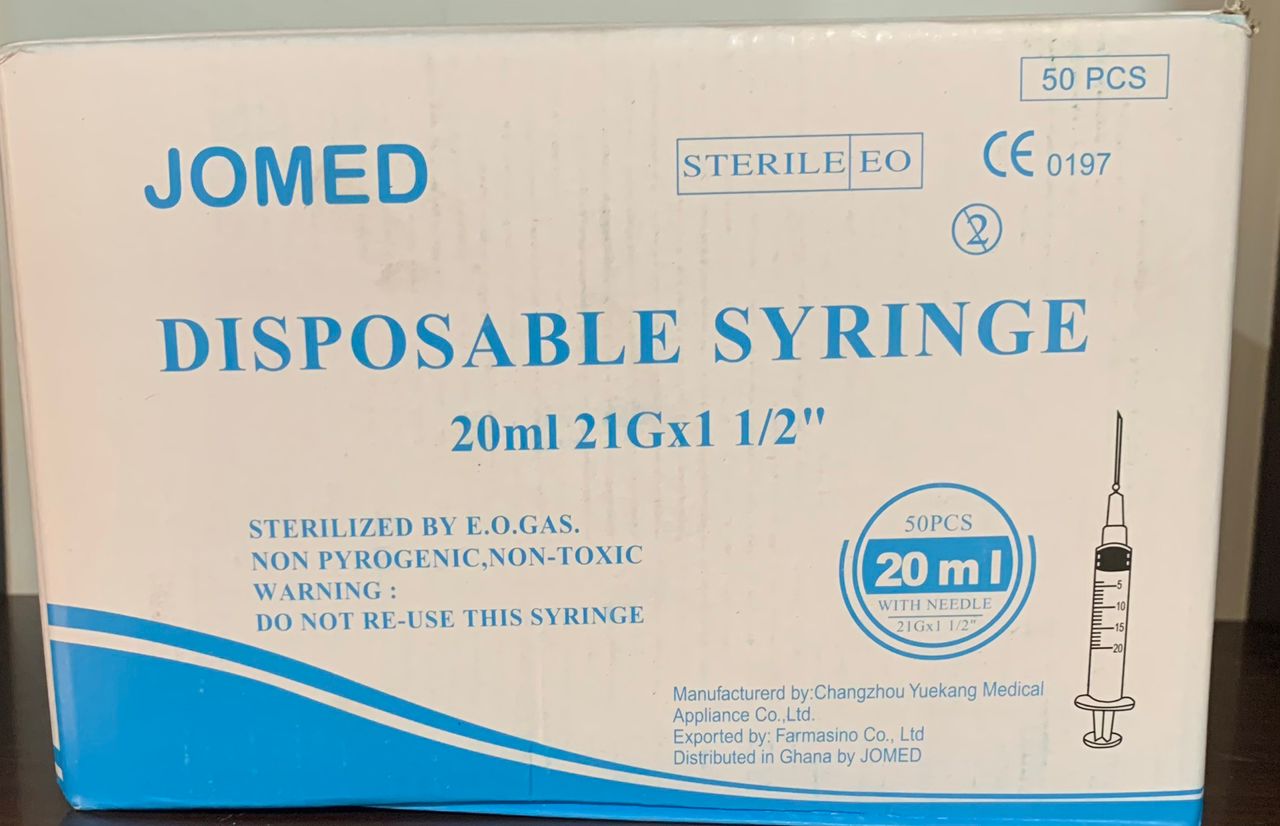 50 PCS
JOMED
STERILE EO
CE 0197
2
DISPOSABLE SYRINGE
20ml 21Gx1 1/2"
STERILIZED BY E.O.GAS.
NON PYROGENIC,NON-TOXIC
WARNING :
DO NOT RE-USE THIS SYRINGE
50PCS
20 ml
WITH NEEDLE
21Gx1 1/2"
5
10
15
20
Manufacturerd by:Changzhou Yuekang Medical
Appliance Co.,Ltd.
Exported by: Farmasino Co., Ltd
Distributed in Ghana by JOMED